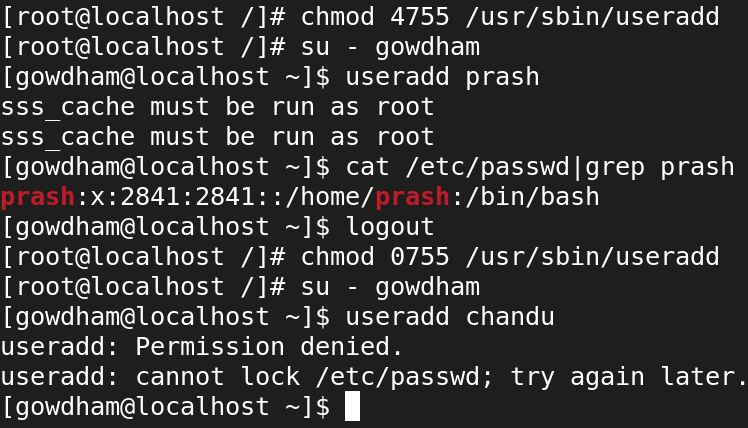 [root@localhost /]# chmod 4755 /usr/sbin/useradd
[root@localhost /]# su - gowdham
[gowdham@localhost ~]$ useradd prash
sss_cache must be run as root
sss_cache must be run as root
[gowdham@localhost ~]$ cat /etc/passwd|grep prash
prash:x:2841:2841::/home/prash:/bin/bash
[gowdham@localhost ~]$ logout
[root@localhost /]# chmod 0755 /usr/sbin/useradd
[root@localhost /]# su - gowdham
[gowdham@localhost ~]$ useradd chandu
useradd: Permission denied.
useradd: cannot lock /etc/passwd; try again later.
[gowdham@localhost ~]$